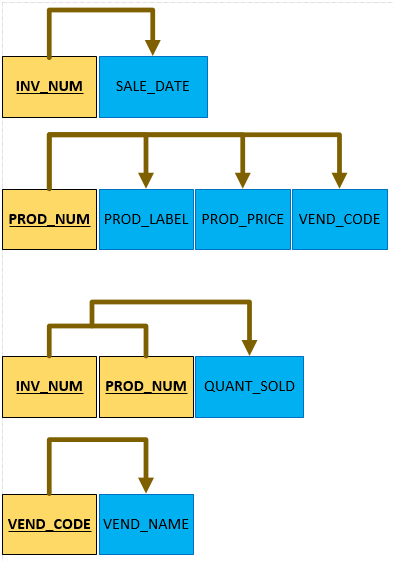 INV_NUM SALE_DATE
PROD_NUM PROD_LABEL PROD_PRICE VEND_CODE
INV_NUM PROD_NUM QUANT_SOLD
VEND_CODE VEND_NAME